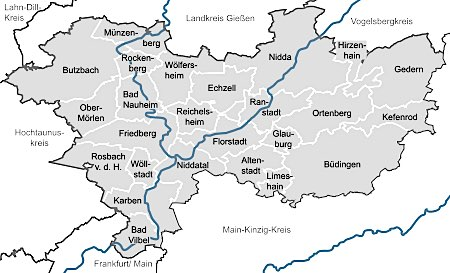 Lahn-Dill-
Kreis
Landkreis Gießen
Vogelsbergkreis
Münzen-
berg
Rocken-
berg
Wölfers-
heim
Nidda
Hirzen-
hain
Gedern
Butzbach
Echzell
Bad
Nauheim
Ober-
Mörlen
Reichels-
heim
Ran-
stadt
Ortenberg
Kefenrod
Hochtaunus-
kreis
Friedberg
Florstadt
Glau-
burg
Rosbach
v. d. H.
Wöll-
stadt
Niddatal
Alten-
stadt
Limes-
hain
Büdingen
Karben
Bad
Vilbel
Main-Kinzig-Kreis
Frankfurt/ Main